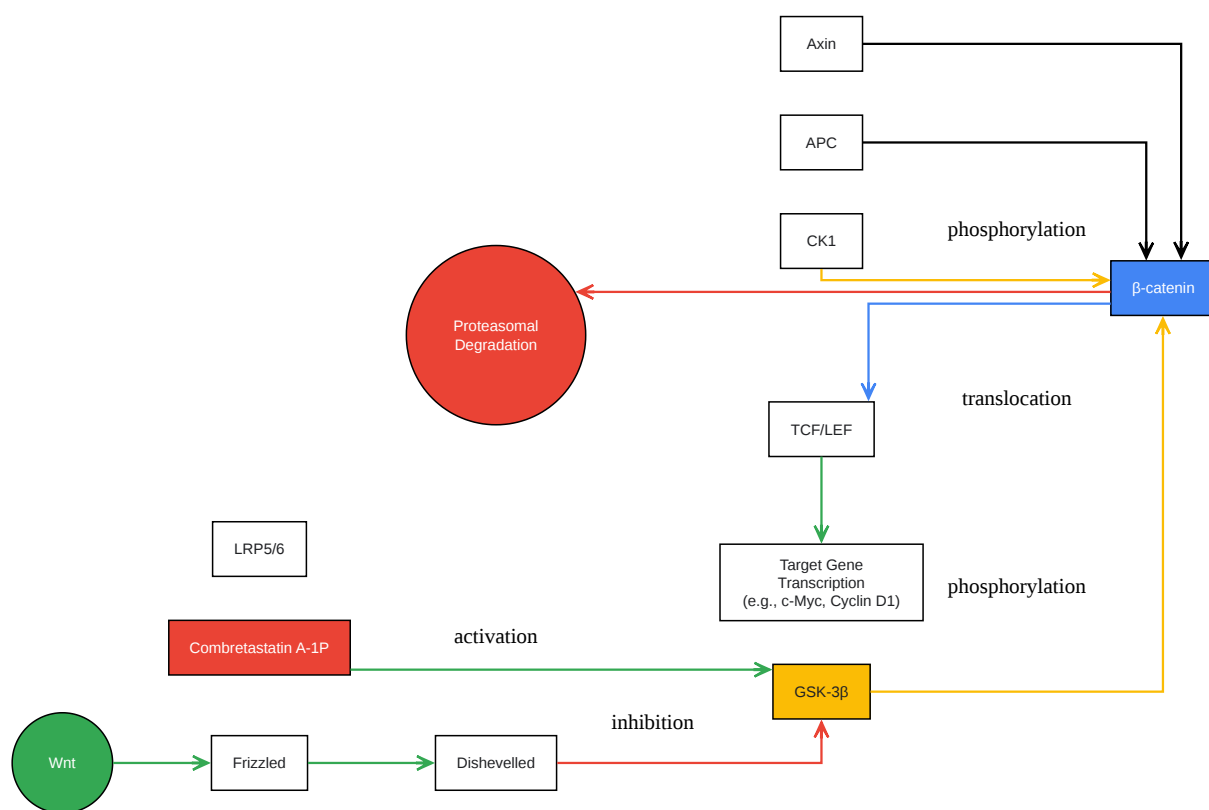 Axin
APC
CK1
phosphorylation
β-catenin
Proteasomal
Degradation
translocation
TCF/LEF
LRP5/6
Target Gene
Transcription
(e.g., c-Myc, Cyclin D1)
phosphorylation
Combretastatin A-1P
activation
GSK-3β
inhibition
Wnt
Frizzled
Dishevelled